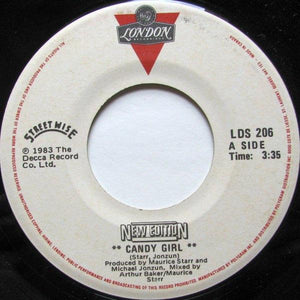 LONDON
RECORDINGS
STREETWISE
LDS 206
A SIDE
Time: 3:35
℗ 1983 The
Decca Record
Co. Ltd.
NEW EDITION
** CANDY GIRL **
(Starr, Jonzun)
Produced by Maurice Starr and
Michael Jonzun, Mixed by
Arthur Baker/Maurice
Starr